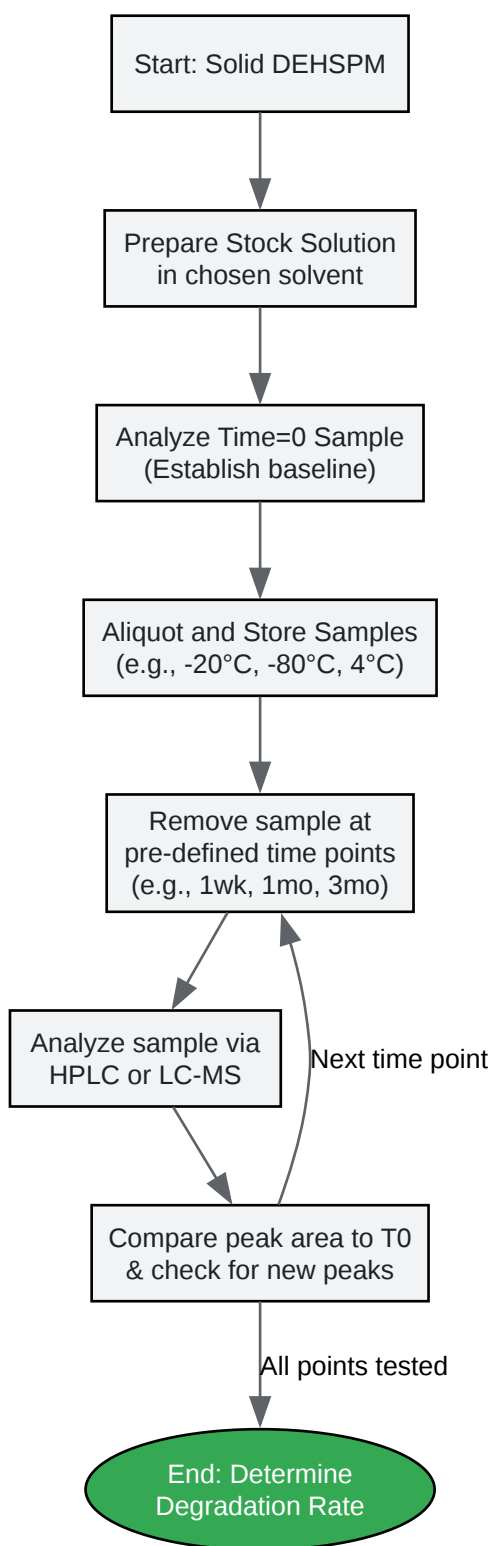 Start: Solid DEHSPM
Prepare Stock Solution
in chosen solvent
Analyze Time=0 Sample
(Establish baseline)
Aliquot and Store Samples
(e.g., -20°C, -80°C, 4°C)
Remove sample at
pre-defined time points
(e.g., 1wk, 1mo, 3mo)
Analyze sample via
HPLC or LC-MS
Next time point
Compare peak area to T0
& check for new peaks
All points tested
End: Determine
Degradation Rate